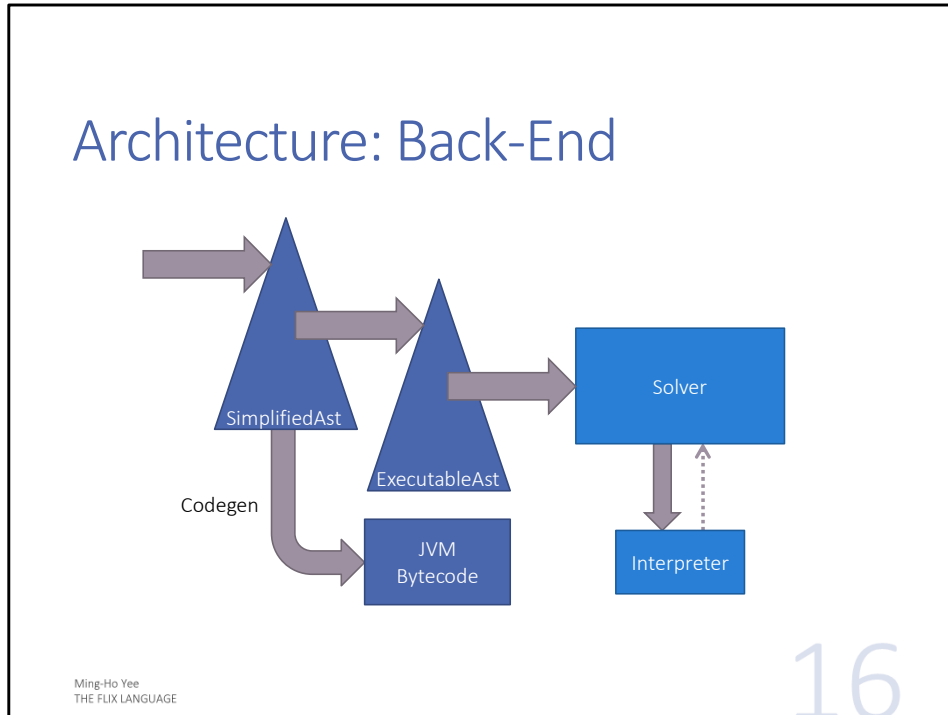 Architecture: Back-End
SimplifiedAst
ExecutableAst
Solver
Codegen
JVM
Bytecode
Interpreter
Ming-Ho Yee
THE FLIX LANGUAGE
16